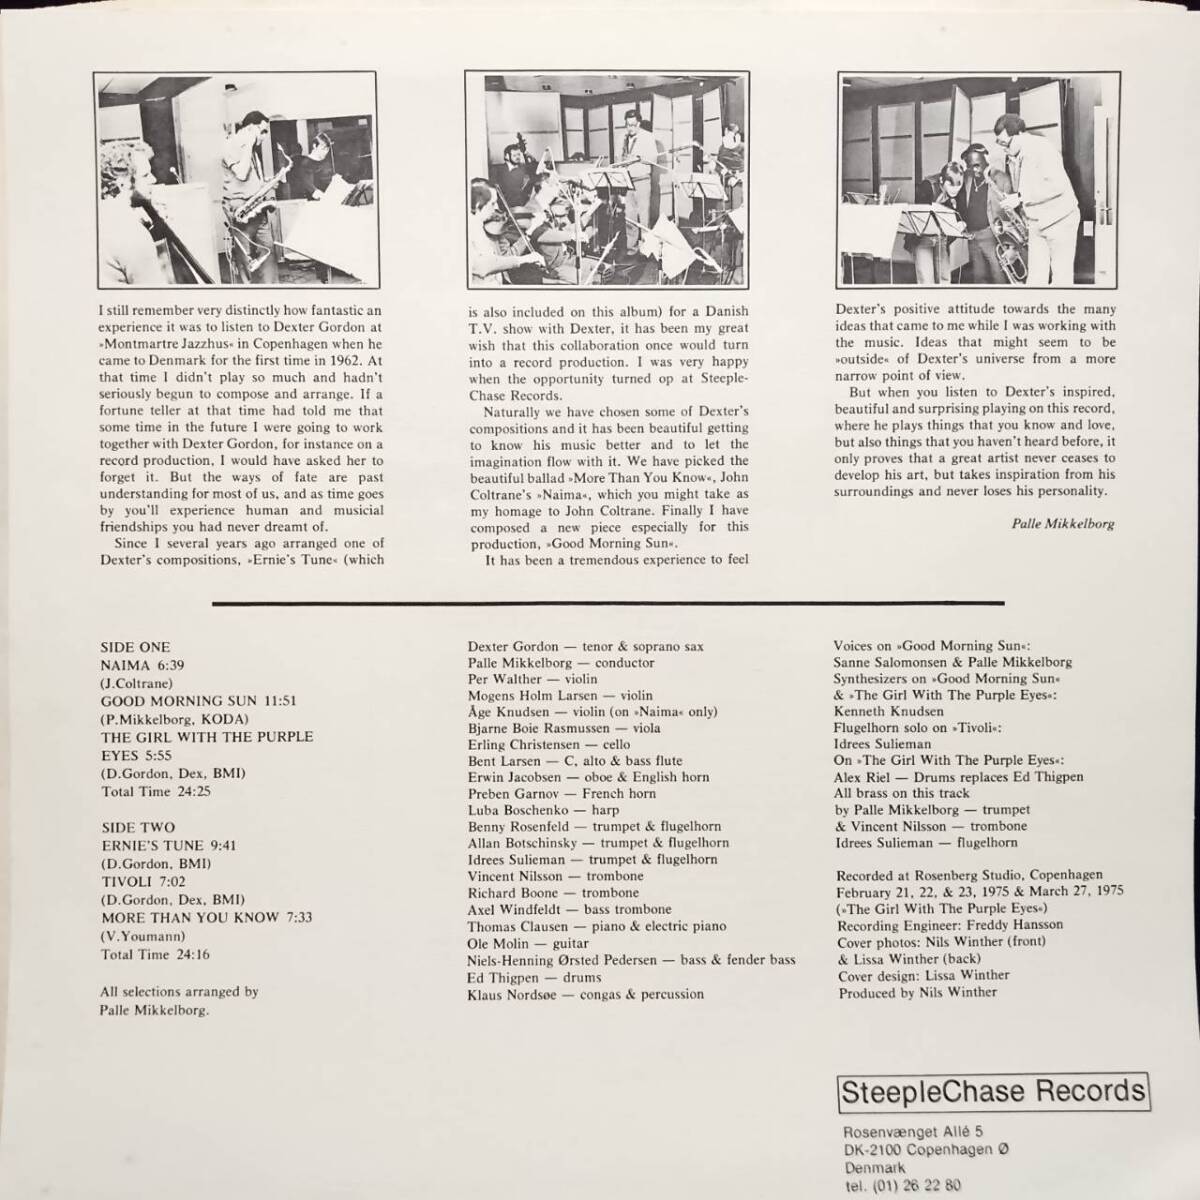 I still remember very distinctly how fantastic an
experience it was to listen to Dexter Gordon at
»Montmartre Jazzhus« in Copenhagen when he
came to Denmark for the first time in 1962. At
that time I didn't play so much and hadn't
seriously begun to compose and arrange. If a
fortune teller at that time had told me that
some time in the future I were going to work
together with Dexter Gordon, for instance on a
record production, I would have asked her to
forget it. But the ways of fate are past
understanding for most of us, and as time goes
by you'll experience human and musicial
friendships you had never dreamt of.
Since I several years ago arranged one of
Dexter's compositions, »Ernie's Tune« (which
is also included on this album) for a Danish
T.V. show with Dexter, it has been my great
wish that this collaboration once would turn
into a record production. I was very happy
when the opportunity turned op at Steeple-
Chase Records.
Naturally we have chosen some of Dexter's
compositions and it has been beautiful getting
to know his music better and to let the
imagination flow with it. We have picked the
beautiful ballad »More Than You Know«, John
Coltrane's »Naima«, which you might take as
my homage to John Coltrane. Finally I have
composed a new piece especially for this
production, »Good Morning Sun«.
It has been a tremendous experience to feel
Dexter's positive attitude towards the many
ideas that came to me while I was working with
the music. Ideas that might seem to be
»outside« of Dexter's universe from a more
narrow point of view.
But when you listen to Dexter's inspired,
beautiful and surprising playing on this record,
where he plays things that you know and love,
but also things that you haven't heard before, it
only proves that a great artist never ceases to
develop his art, but takes inspiration from his
surroundings and never loses his personality.
Palle Mikkelborg
SIDE ONE
NAIMA 6:39
(J.Coltrane)
GOOD MORNING SUN 11:51
(P.Mikkelborg, KODA)
THE GIRL WITH THE PURPLE
EYES 5:55
(D.Gordon, Dex, BMI)
Total Time 24:25
SIDE TWO
ERNIE'S TUNE 9:41
(D.Gordon, BMI)
TIVOLI 7:02
(D.Gordon, Dex, BMI)
MORE THAN YOU KNOW 7:33
(V.Youmann)
Total Time 24:16
All selections arranged by
Palle Mikkelborg.
Dexter Gordon — tenor & soprano sax
Palle Mikkelborg — conductor
Per Walther — violin
Mogens Holm Larsen — violin
Åge Knudsen — violin (on »Naima« only)
Bjarne Boie Rasmussen — viola
Erling Christensen — cello
Bent Larsen — C, alto & bass flute
Erwin Jacobsen — oboe & English horn
Preben Garnov — French horn
Luba Boschenko — harp
Benny Rosenfeld — trumpet & flugelhorn
Allan Botschinsky — trumpet & flugelhorn
Idrees Sulieman — trumpet & flugelhorn
Vincent Nilsson — trombone
Richard Boone — trombone
Axel Windfeldt — bass trombone
Thomas Clausen — piano & electric piano
Ole Molin — guitar
Niels-Henning Ørsted Pedersen — bass & fender bass
Ed Thigpen — drums
Klaus Nordsøe — congas & percussion
Voices on »Good Morning Sun«:
Sanne Salomonsen & Palle Mikkelborg
Synthesizers on »Good Morning Sun«
& »The Girl With The Purple Eyes«:
Kenneth Knudsen
Flugelhorn solo on »Tivoli«:
Idrees Sulieman
On »The Girl With The Purple Eyes«:
Alex Riel — Drums replaces Ed Thigpen
All brass on this track
by Palle Mikkelborg — trumpet
& Vincent Nilsson — trombone
Idrees Sulieman — flugelhorn
Recorded at Rosenberg Studio, Copenhagen
February 21, 22, & 23, 1975 & March 27, 1975
(»The Girl With The Purple Eyes«)
Recording Engineer: Freddy Hansson
Cover photos: Nils Winther (front)
& Lissa Winther (back)
Cover design: Lissa Winther
Produced by Nils Winther
SteepleChase Records
Rosenvænget Allé 5
DK-2100 Copenhagen Ø
Denmark
tel. (01) 26 22 80